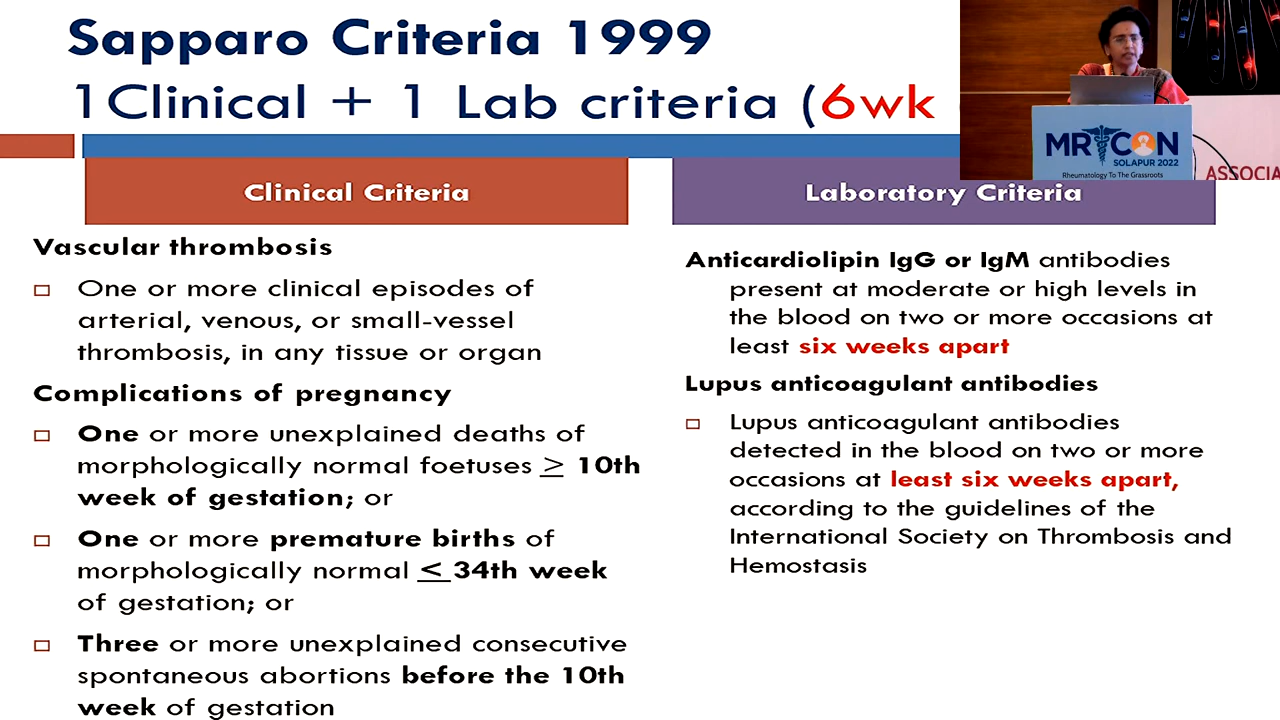 Sapparo Criteria 1999
1Clinical + 1 Lab criteria (6wk
MRCON
SOLAPUR 2022
Rheumatology To The Grassroots
ASSOCIA
Clinical Criteria
Vascular thrombosis
One or more clinical episodes of
arterial, venous, or small-vessel
thrombosis, in any tissue or organ
Complications of pregnancy
One or more unexplained deaths of
morphologically normal foetuses ≥ 10th
week of gestation; or
One or more premature births of
morphologically normal ≤ 34th week
of gestation; or
Three or more unexplained consecutive
spontaneous abortions before the 10th
week of gestation
Laboratory Criteria
Anticardiolipin IgG or IgM antibodies
present at moderate or high levels in
the blood on two or more occasions at
least six weeks apart
Lupus anticoagulant antibodies
Lupus anticoagulant antibodies
detected in the blood on two or more
occasions at least six weeks apart,
according to the guidelines of the
International Society on Thrombosis and
Hemostasis